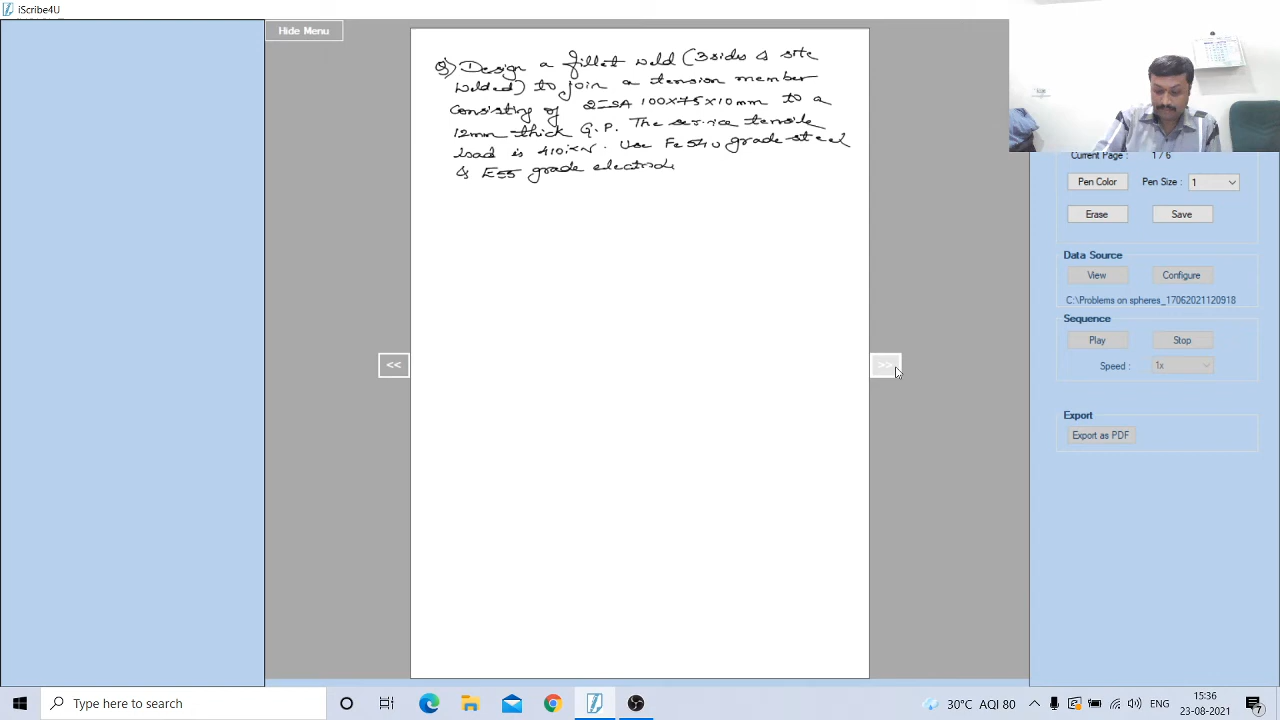 iScribe4U
Hide Menu
Q) Design a fillet weld (3 sides & site
welded) to join a tension member
consisting of 2ISA 100×75×10mm to a
12mm thick G.P. The service tensile
load is 410KN. Use Fe540 grade steel
& E55 grade electrode
<<
>>
Current Page : 1 / 6
Pen Color Pen Size : 1
Erase Save
Data Source
View Configure
C:\Problems on spheres_17062021120918
Sequence
Play Stop
Speed : 1x
Export
Export as PDF
Type here to search
30°C AQI 80 ENG 15:36
23-08-2021 7